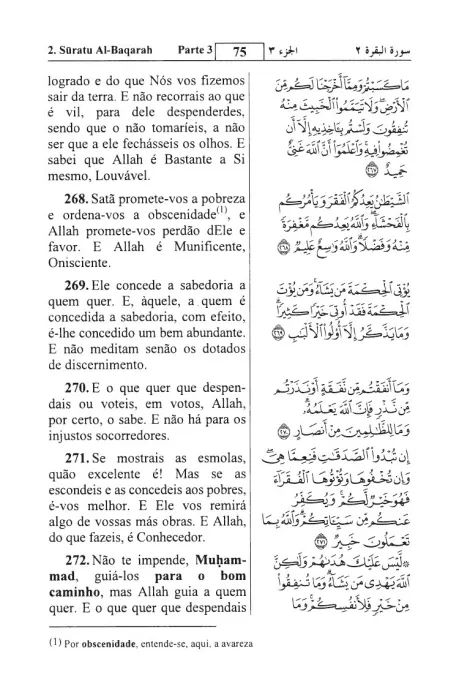 2. Sūratu Al-Baqarah Parte 3 75 الجزء ٣ سورة البقرة ٢
logrado e do que Nós vos fizemos
sair da terra. E não recorrais ao que
é vil, para dele despenderdes,
sendo que não tomaríeis, a não
ser que a ele fechásseis os olhos. E
sabei que Allah é Bastante a Si
mesmo, Louvável.
268. Satã promete-vos a pobreza
e ordena-vos a obscenidade(1), e
Allah promete-vos perdão dEle e
favor. E Allah é Munificente,
Onisciente.
269. Ele concede a sabedoria a
quem quer. E, àquele, a quem é
concedida a sabedoria, com efeito,
é-lhe concedido um bem abundante.
E não meditam senão os dotados
de discernimento.
270. E o que quer que despen-
dais ou voteis, em votos, Allah,
por certo, o sabe. E não há para os
injustos socorredores.
271. Se mostrais as esmolas,
quão excelente é! Mas se as
escondeis e as concedeis aos pobres,
é-vos melhor. E Ele vos remirá
algo de vossas más obras. E Allah,
do que fazeis, é Conhecedor.
272. Não te impende, Muḥam-
mad, guiá-los para o bom
caminho, mas Allah guia a quem
quer. E o que quer que despendais
مَا كَسَبْتُمْ وَمِمَّا أَخْرَجْنَا لَكُم مِّنَ
الْأَرْضِ وَلَا تَيَمَّمُوا الْخَبِيثَ مِنْهُ
تُنفِقُونَ وَلَسْتُم بِآخِذِيهِ إِلَّا أَن
تُغْمِضُوا فِيهِ وَاعْلَمُوا أَنَّ اللَّهَ غَنِيٌّ
حَمِيدٌ ٢٦٧
الشَّيْطَانُ يَعِدُكُمُ الْفَقْرَ وَيَأْمُرُكُم
بِالْفَحْشَاءِ وَاللَّهُ يَعِدُكُم مَّغْفِرَةً
مِّنْهُ وَفَضْلًا وَاللَّهُ وَاسِعٌ عَلِيمٌ ٢٦٨
يُؤْتِي الْحِكْمَةَ مَن يَشَاءُ وَمَن يُؤْتَ
الْحِكْمَةَ فَقَدْ أُوتِيَ خَيْرًا كَثِيرًا
وَمَا يَذَّكَّرُ إِلَّا أُولُوا الْأَلْبَابِ ٢٦٩
وَمَا أَنفَقْتُم مِّن نَّفَقَةٍ أَوْ نَذَرْتُم
مِّن نَّذْرٍ فَإِنَّ اللَّهَ يَعْلَمُهُ
وَمَا لِلظَّالِمِينَ مِنْ أَنصَارٍ ٢٧٠
إِن تُبْدُوا الصَّدَقَاتِ فَنِعِمَّا هِيَ
وَإِن تُخْفُوهَا وَتُؤْتُوهَا الْفُقَرَاءَ
فَهُوَ خَيْرٌ لَّكُمْ وَيُكَفِّرُ
عَنكُم مِّن سَيِّئَاتِكُمْ وَاللَّهُ بِمَا
تَعْمَلُونَ خَبِيرٌ ٢٧١
۞ لَّيْسَ عَلَيْكَ هُدَاهُمْ وَلَٰكِنَّ
اللَّهَ يَهْدِي مَن يَشَاءُ وَمَا تُنفِقُوا
مِنْ خَيْرٍ فَلِأَنفُسِكُمْ وَمَا
(1) Por obscenidade, entende-se, aqui, a avareza